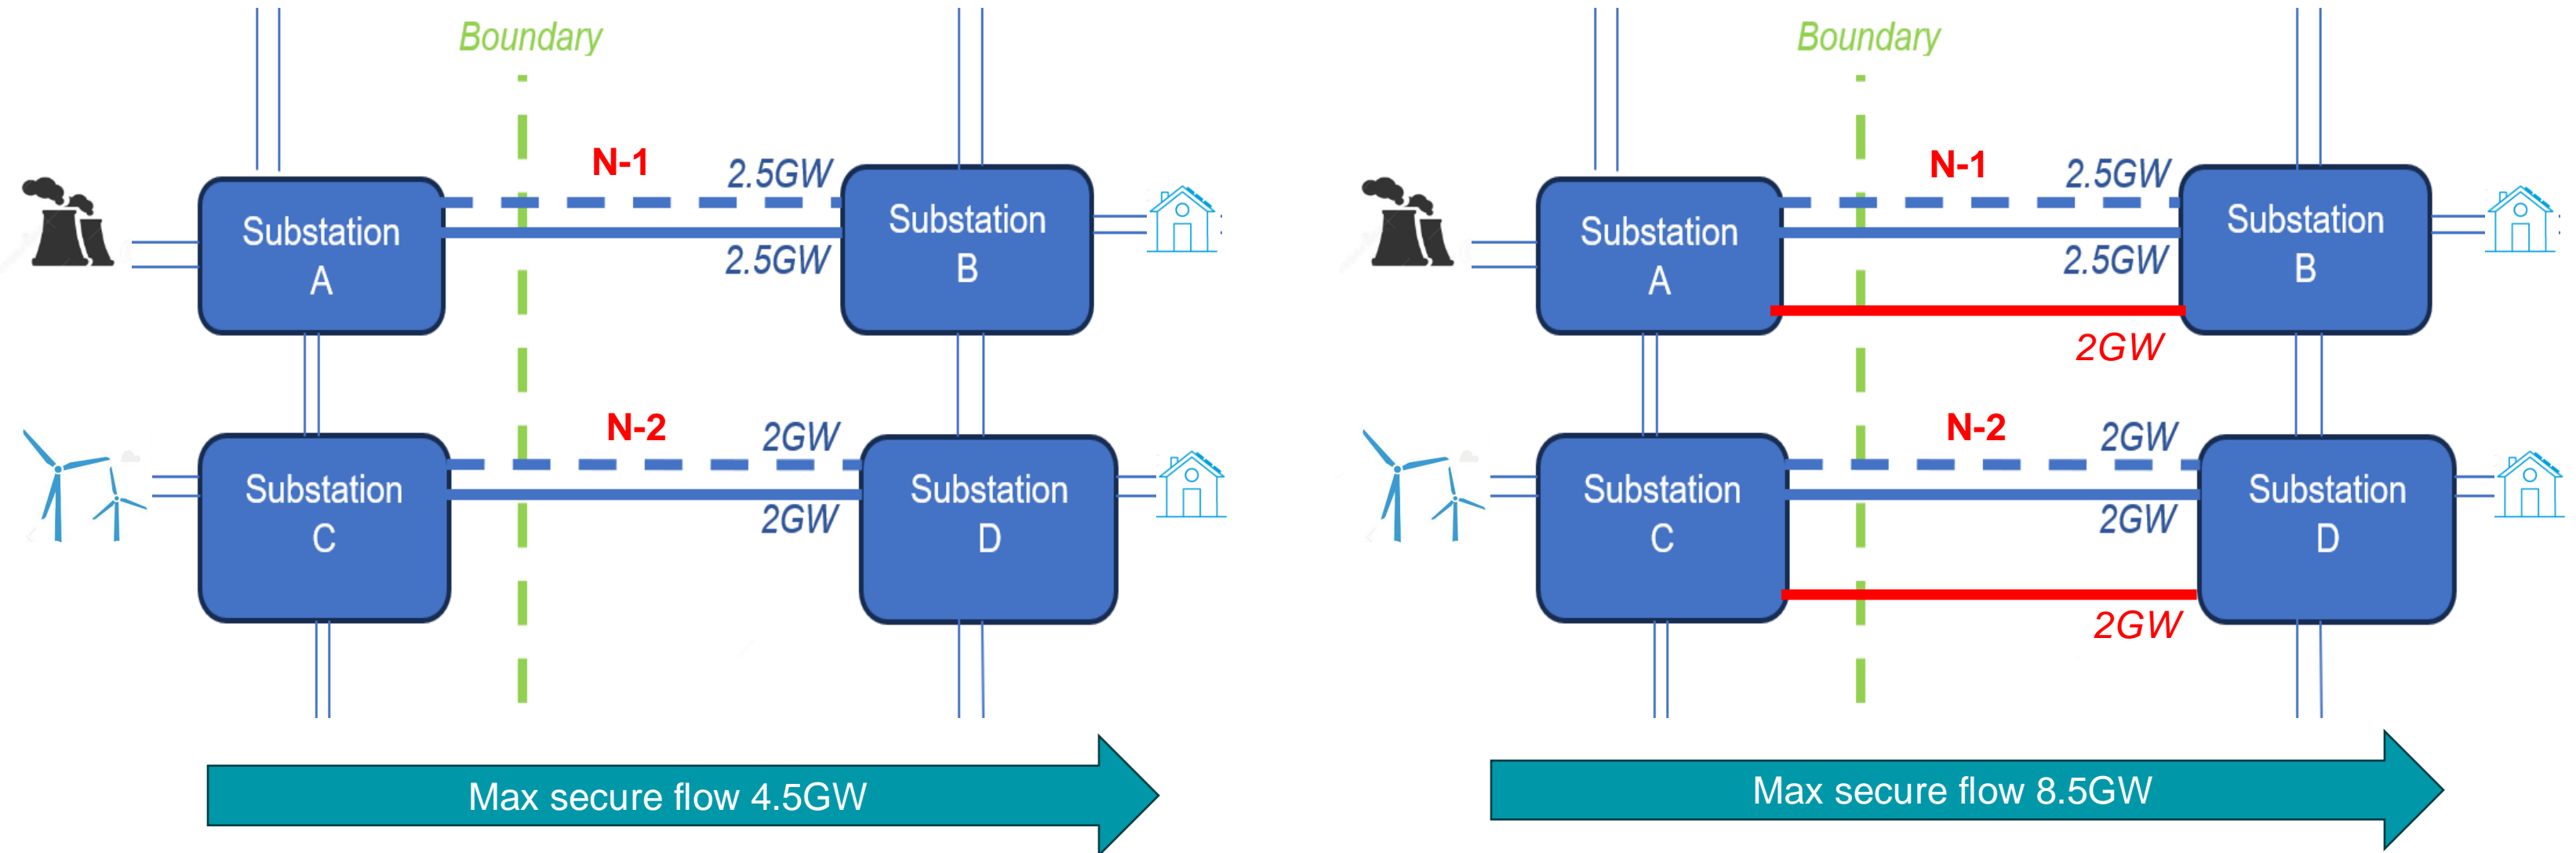 Boundary
N-1
2.5GW
Substation
A
2.5GW
Substation
B
N-2
2GW
Substation
C
2GW
Substation
D
Max secure flow 4.5GW
Boundary
N-1
2.5GW
Substation
A
2.5GW
Substation
B
2GW
N-2
2GW
Substation
C
2GW
Substation
D
2GW
Max secure flow 8.5GW